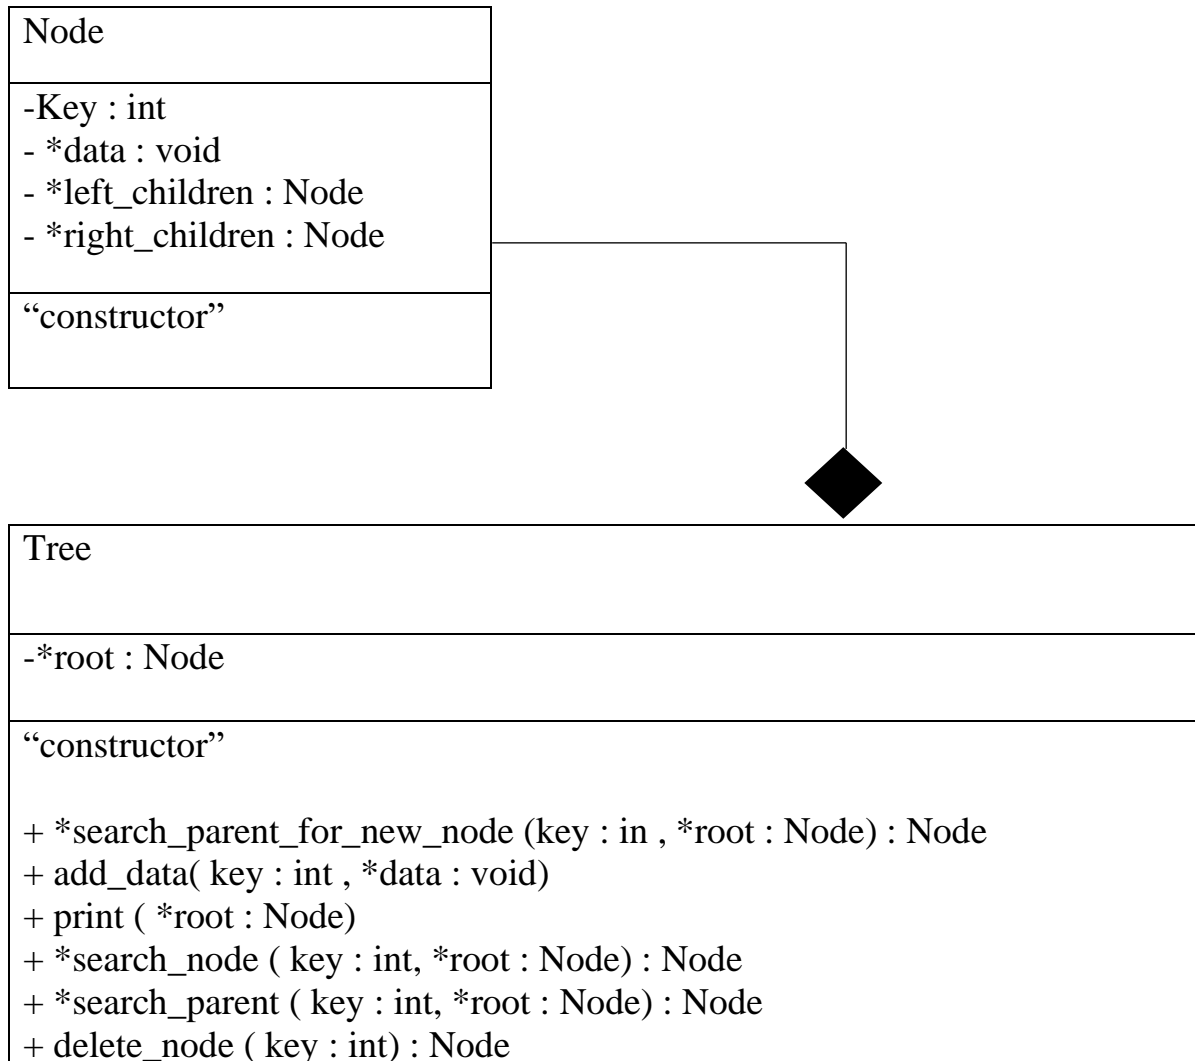 Node
-Key : int
- *data : void
- *left_children : Node
- *right_children : Node
“constructor”
Tree
-*root : Node
“constructor”
+ *search_parent_for_new_node (key : in , *root : Node) : Node
+ add_data( key : int , *data : void)
+ print ( *root : Node)
+ *search_node ( key : int, *root : Node) : Node
+ *search_parent ( key : int, *root : Node) : Node
+ delete_node ( key : int) : Node